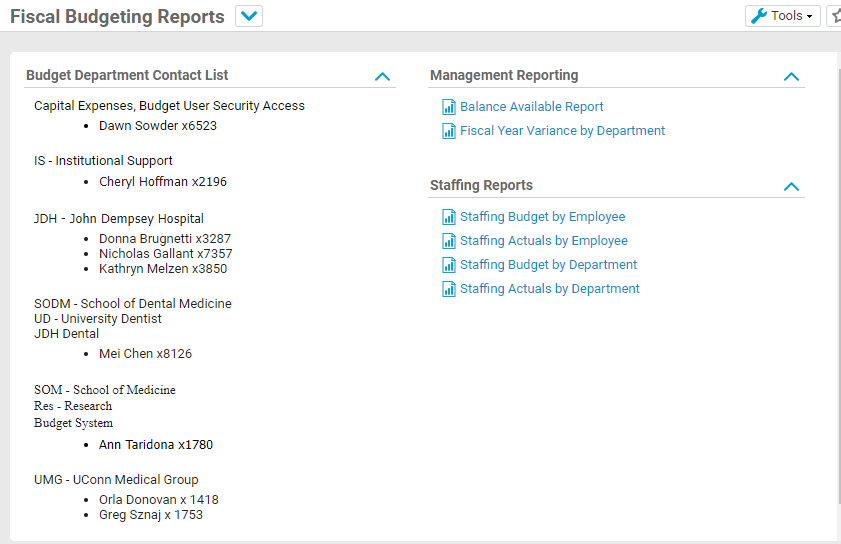 Fiscal Budgeting Reports
Tools
Budget Department Contact List
Capital Expenses, Budget User Security Access
• Dawn Sowder x6523
IS - Institutional Support
• Cheryl Hoffman x2196
JDH - John Dempsey Hospital
• Donna Brugnetti x3287
• Nicholas Gallant x7357
• Kathryn Melzen x3850
SODM - School of Dental Medicine
UD - University Dentist
JDH Dental
• Mei Chen x8126
SOM - School of Medicine
Res - Research
Budget System
• Ann Taridona x1780
UMG - UConn Medical Group
• Orla Donovan x 1418
• Greg Sznaj x 1753
Management Reporting
Balance Available Report
Fiscal Year Variance by Department
Staffing Reports
Staffing Budget by Employee
Staffing Actuals by Employee
Staffing Budget by Department
Staffing Actuals by Department